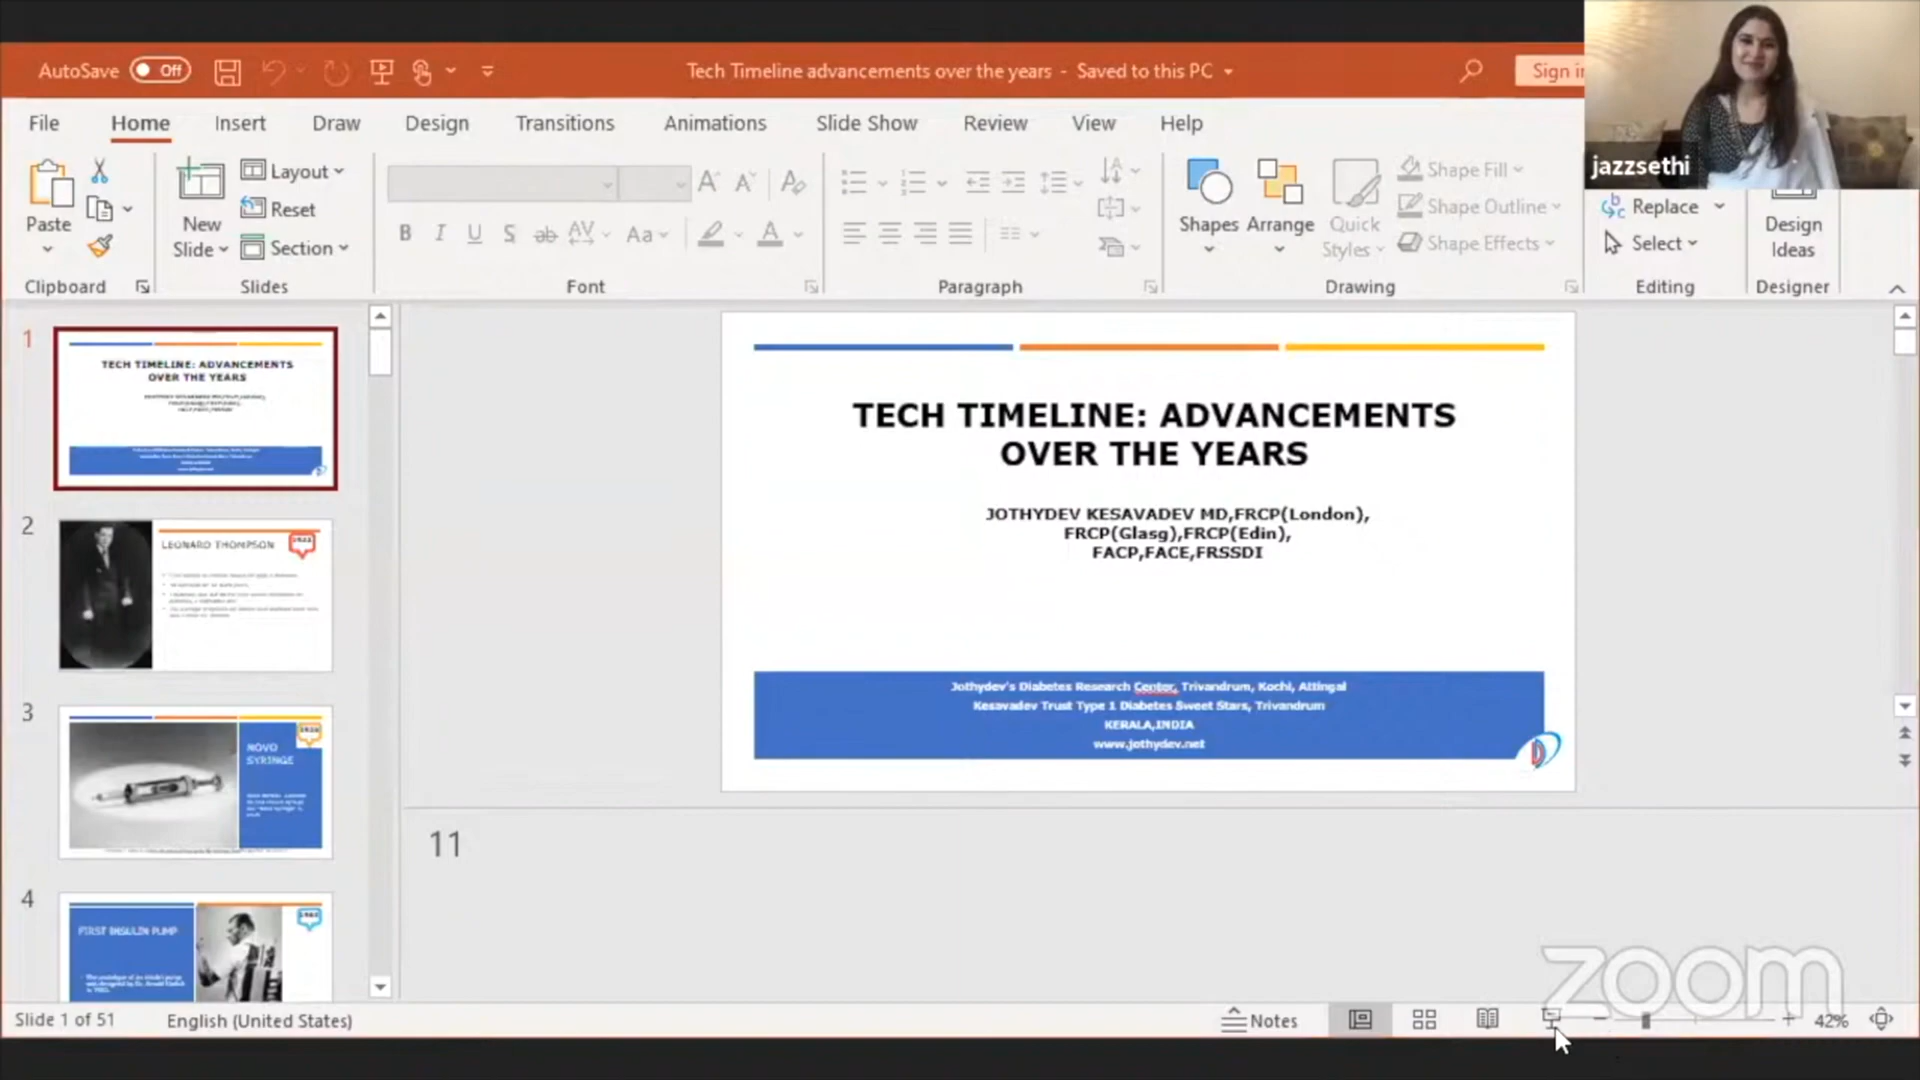 AutoSave Off
Tech Timeline advancements over the years - Saved to this PC
Sign in
jazzsethi
File Home Insert Draw Design Transitions Animations Slide Show Review View Help
Paste
New
Slide
Layout
Reset
Section
B I U S ab AV Aa A
Shapes Arrange
Quick
Styles
Shape Fill
Shape Outline
Shape Effects
Replace
Select
Design
Ideas
Clipboard Slides Font Paragraph Drawing Editing Designer
1
TECH TIMELINE: ADVANCEMENTS
OVER THE YEARS
2
LEONARD THOMPSON
3
NOVO
SYRINGE
4
FIRST INSULIN PUMP
TECH TIMELINE: ADVANCEMENTS
OVER THE YEARS
JOTHYDEV KESAVADEV MD,FRCP(London),
FRCP(Glasg),FRCP(Edin),
FACP,FACE,FRSSDI
Jothydev's Diabetes Research Center, Trivandrum, Kochi, Attingal
Kesavadev Trust Type 1 Diabetes Sweet Stars, Trivandrum
KERALA,INDIA
www.jothydev.net
11
zoom
Slide 1 of 51 English (United States) Notes 42%